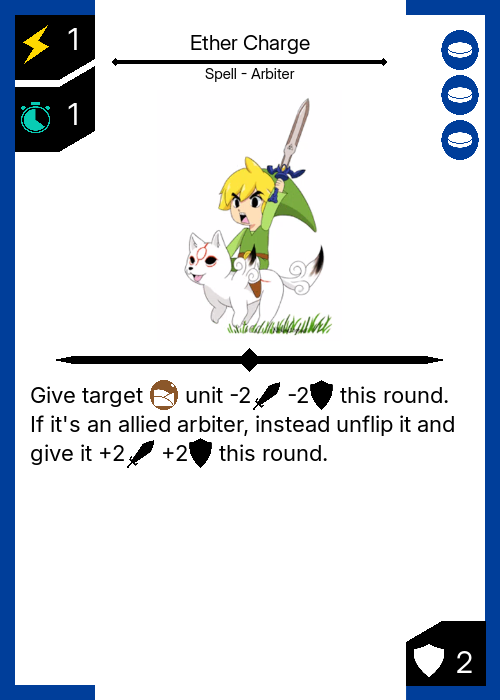 1
Ether Charge
Spell - Arbiter
1
Give target unit -2 -2 this round.
If it's an allied arbiter, instead unflip it and
give it +2 +2 this round.
2